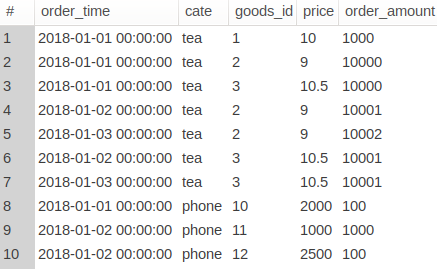 # order_time cate goods_id price order_amount
1 2018-01-01 00:00:00 tea 1 10 1000
2 2018-01-01 00:00:00 tea 2 9 10000
3 2018-01-01 00:00:00 tea 3 10.5 10000
4 2018-01-02 00:00:00 tea 2 9 10001
5 2018-01-03 00:00:00 tea 2 9 10002
6 2018-01-02 00:00:00 tea 3 10.5 10001
7 2018-01-03 00:00:00 tea 3 10.5 10001
8 2018-01-01 00:00:00 phone 10 2000 100
9 2018-01-02 00:00:00 phone 11 1000 1000
10 2018-01-02 00:00:00 phone 12 2500 100